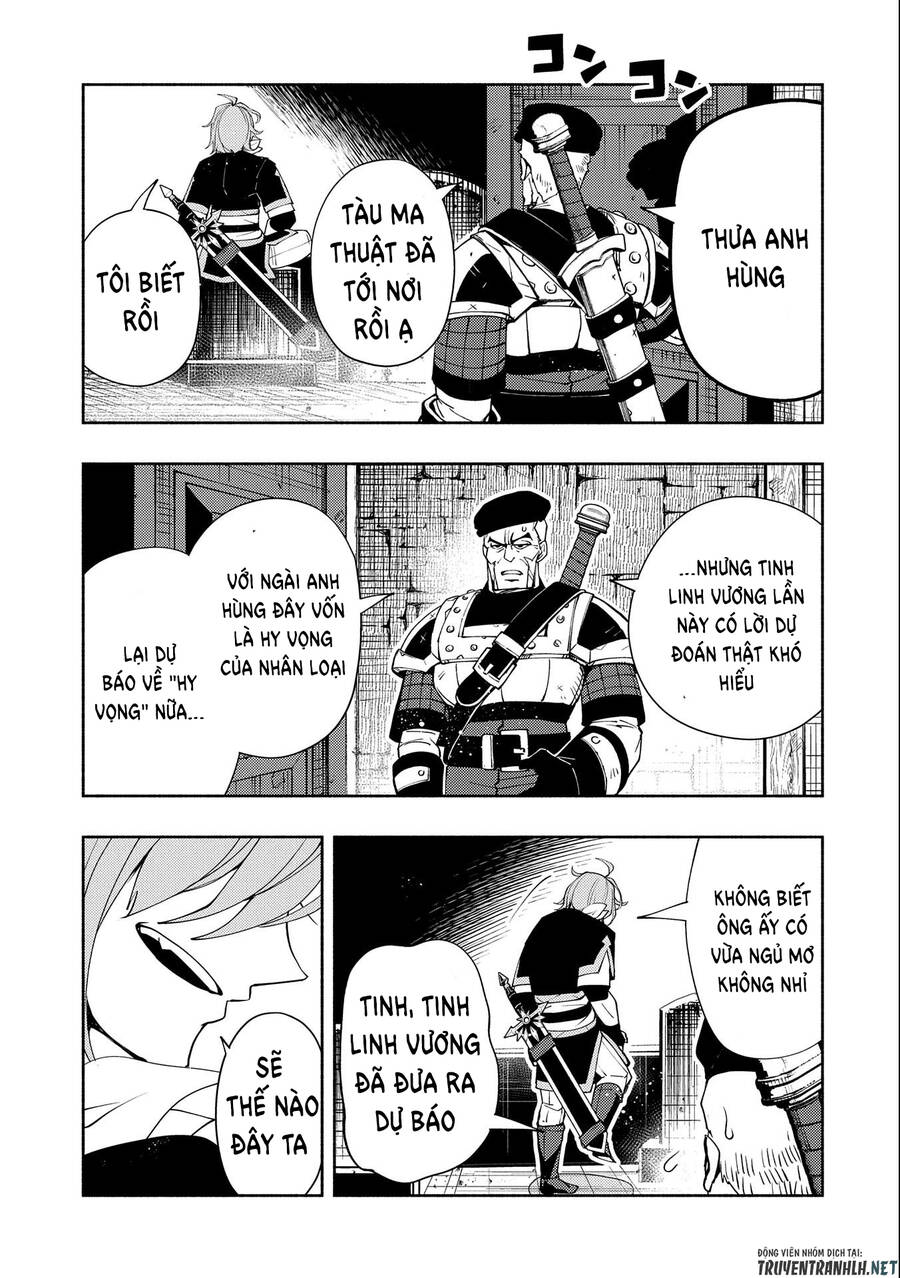 コンコン
THƯA ANH
HÙNG
TÀU MA
THUẬT ĐÃ
TỚI NƠI
RỒI Ạ
TÔI BIẾT
RỒI
...NHƯNG TINH
LINH VƯƠNG LẦN
NÀY CÓ LỜI DỰ
ĐOÁN THẬT KHÓ
HIỂU
VỚI NGÀI ANH
HÙNG ĐÂY VỐN
LÀ HY VỌNG
CỦA NHÂN LOẠI
LẠI DỰ
BÁO VỀ "HY
VỌNG" NỮA...
KHÔNG BIẾT
ÔNG ẤY CÓ
VỪA NGỦ MƠ
KHÔNG NHỈ
TINH, TINH
LINH VƯƠNG
ĐÃ ĐƯA RA
DỰ BÁO
SẼ
THẾ NÀO
ĐÂY TA
ĐỘNG VIÊN NHÓM DỊCH TẠI:
TRUYENTRANHLH.NET